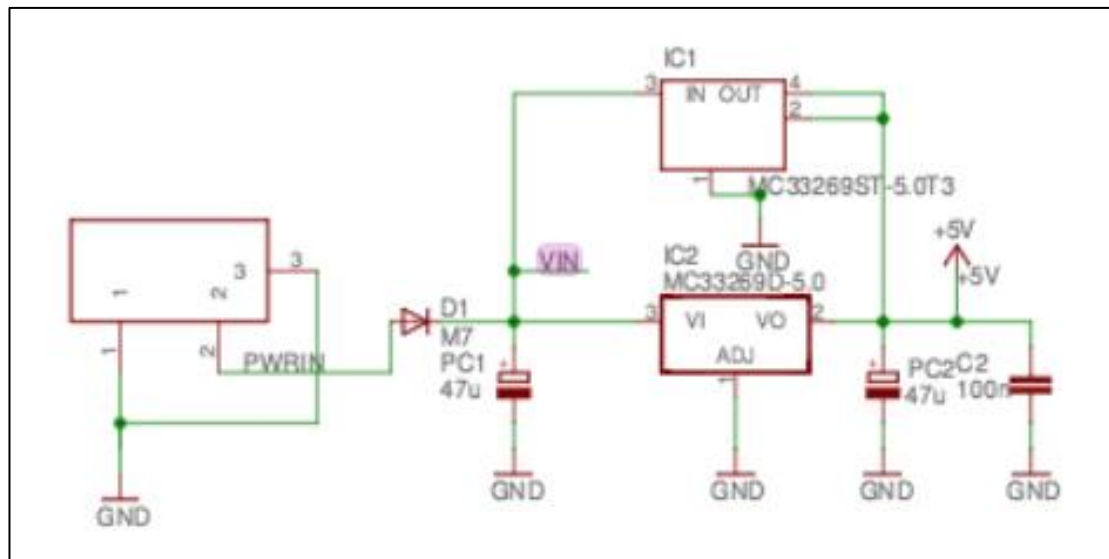 IC1
3
IN OUT
4
2
1
MC33269ST-5.0T3
GND
VIN
IC2
MC33269D-5.0
3
VI
VO
2
ADJ
1
GND
+5V
+5V
3
3
1
2
1
2
PWRIN
GND
D1
M7
PC1
47u
+
GND
+
PC2
47u
GND
C2
100n
GND